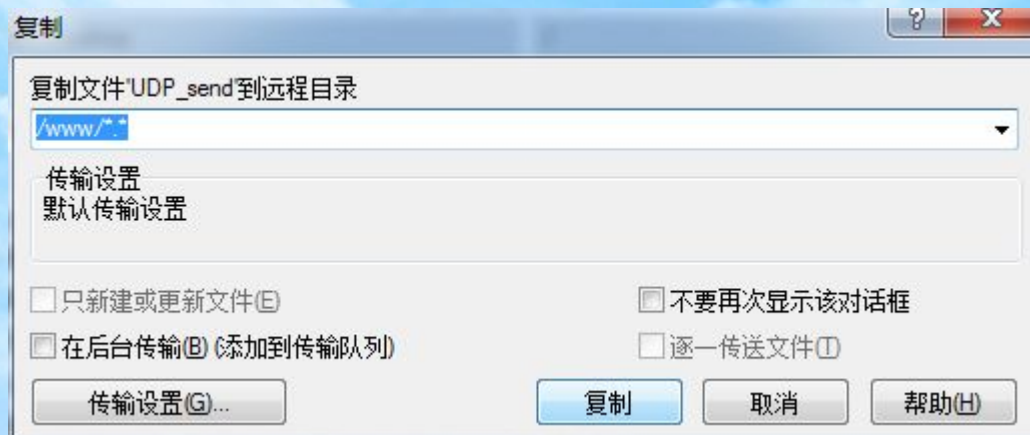 复制
复制文件"UDP_send"到远程目录
/www/*.*
传输设置
默认传输设置
只新建或更新文件(E)
不要再次显示该对话框
在后台传输(B) (添加到传输队列)
逐一传送文件(I)
传输设置(G)...
复制
取消
帮助(H)